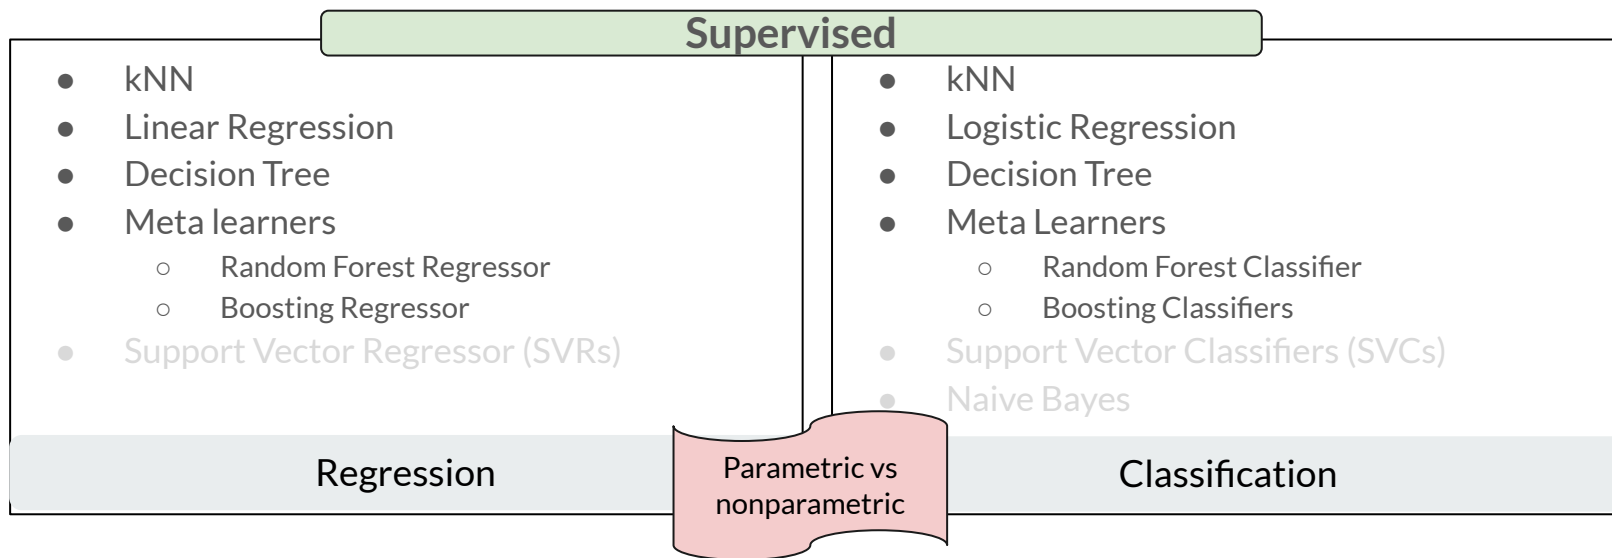 Supervised
kNN
Linear Regression
Decision Tree
Meta learners
Random Forest Regressor
Boosting Regressor
Support Vector Regressor (SVRs)
Regression
kNN
Logistic Regression
Decision Tree
Meta Learners
Random Forest Classifier
Boosting Classifiers
Support Vector Classifiers (SVCs)
Naive Bayes
Classification
Parametric vs
nonparametric